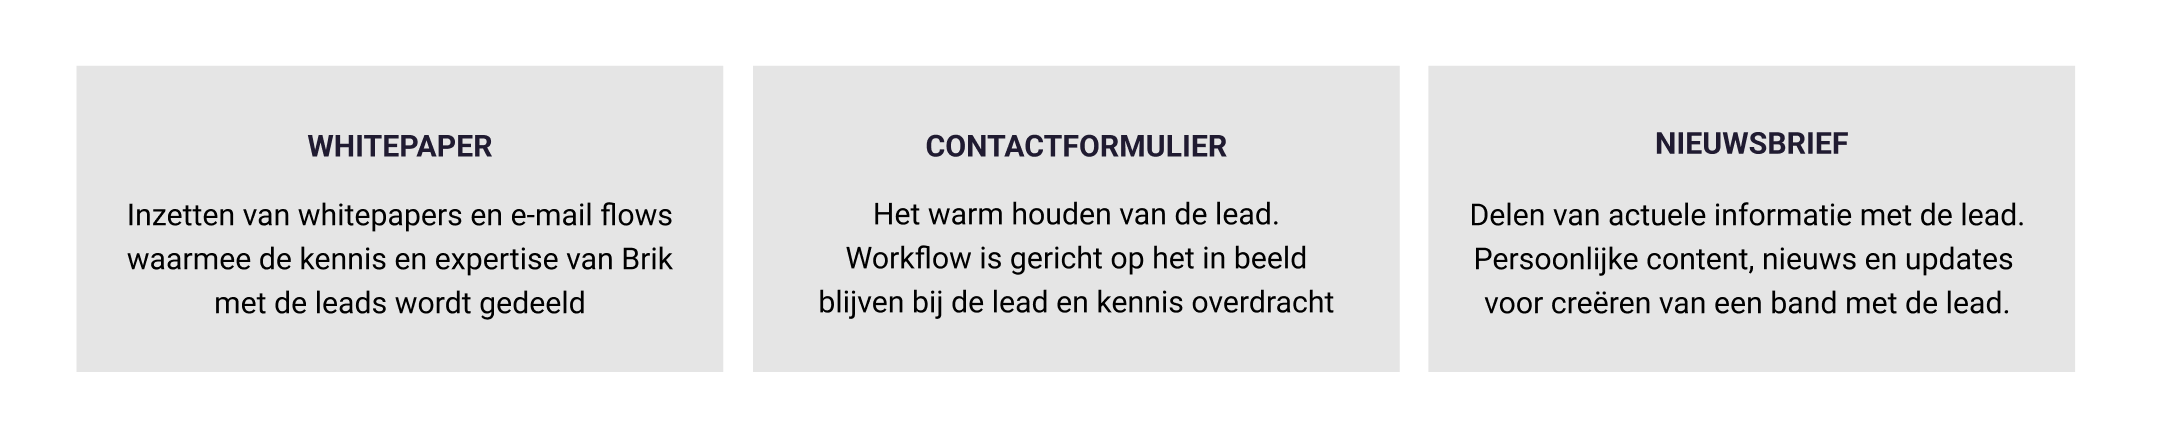 WHITEPAPER
Inzetten van whitepapers en e-mail flows
waarmee de kennis en expertise van Brik
met de leads wordt gedeeld
CONTACTFORMULIER
Het warm houden van de lead.
Workflow is gericht op het in beeld
blijven bij de lead en kennis overdracht
NIEUWSBRIEF
Delen van actuele informatie met de lead.
Persoonlijke content, nieuws en updates
voor creëren van een band met de lead.